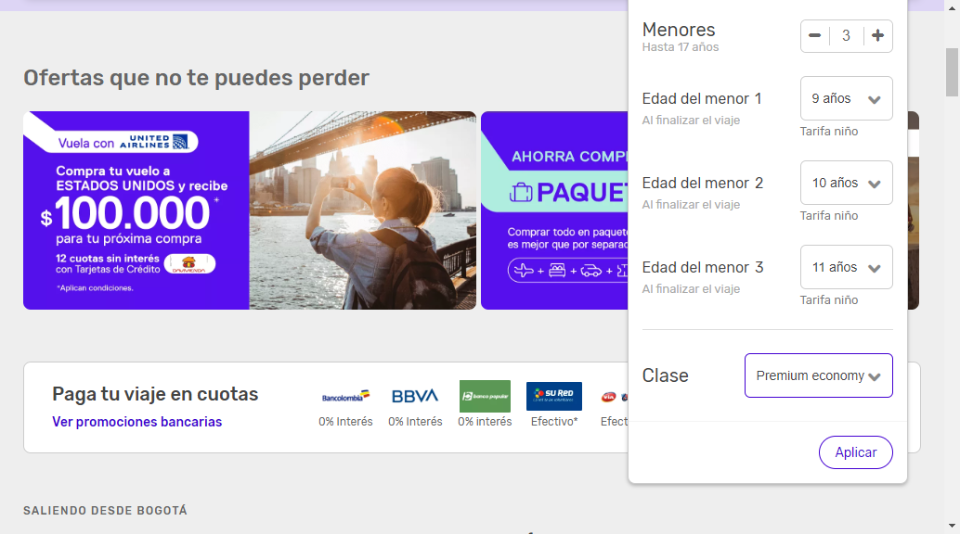 Menores
Hasta 17 años
3
Ofertas que no te puedes perder
Edad del menor 1
Al finalizar el viaje
9 años
Tarifa niño
Vuela con UNITED AIRLINES
Compra tu vuelo a
ESTADOS UNIDOS y recibe
$100.000+
para tu próxima compra
12 cuotas sin interés
con Tarjetas de Crédito
DAVIVIENDA
*Aplican condiciones.
AHORRA COMP
PAQUET
Comprar todo en paquet
es mejor que por separa
Edad del menor 2
Al finalizar el viaje
10 años
Tarifa niño
Edad del menor 3
Al finalizar el viaje
11 años
Tarifa niño
Clase
Premium economy
Aplicar
Paga tu viaje en cuotas
Ver promociones bancarias
Bancolombia
0% Interés
BBVA
0% Interés
banco popular
0% interés
SU RED
Efectivo*
Efect
SALIENDO DESDE BOGOTÁ